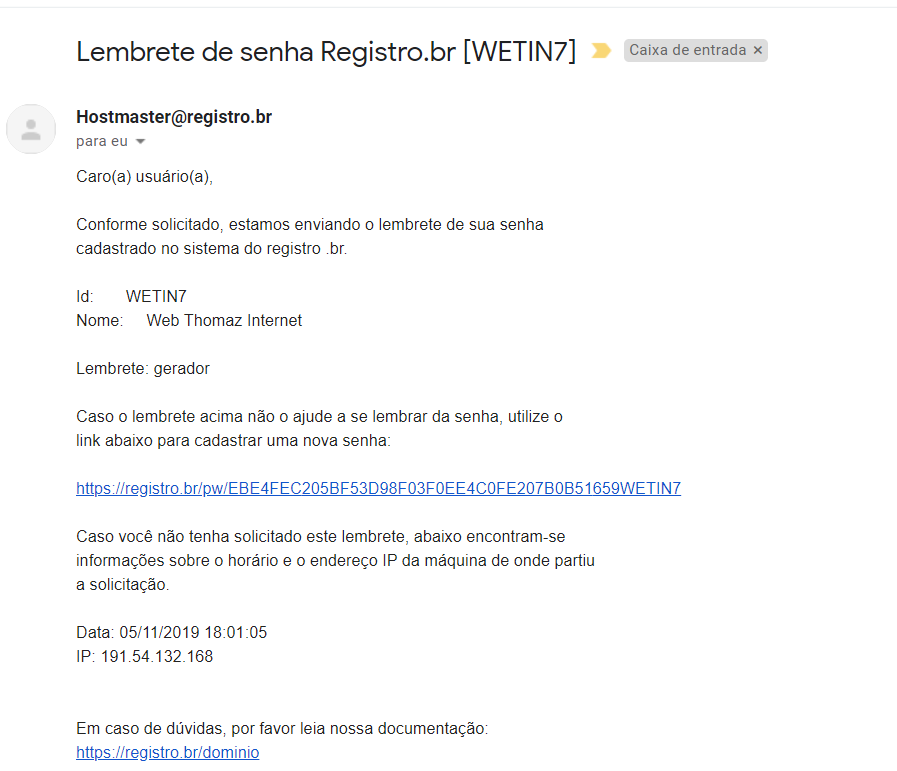 Lembrete de senha Registro.br [WETIN7] Caixa de entrada ×
Hostmaster@registro.br
para eu
Caro(a) usuário(a),
Conforme solicitado, estamos enviando o lembrete de sua senha
cadastrado no sistema do registro .br.
Id: WETIN7
Nome: Web Thomaz Internet
Lembrete: gerador
Caso o lembrete acima não o ajude a se lembrar da senha, utilize o
link abaixo para cadastrar uma nova senha:
https://registro.br/pw/EBE4FEC205BF53D98F03F0EE4C0FE207B0B51659WETIN7
Caso você não tenha solicitado este lembrete, abaixo encontram-se
informações sobre o horário e o endereço IP da máquina de onde partiu
a solicitação.
Data: 05/11/2019 18:01:05
IP: 191.54.132.168
Em caso de dúvidas, por favor leia nossa documentação:
https://registro.br/dominio